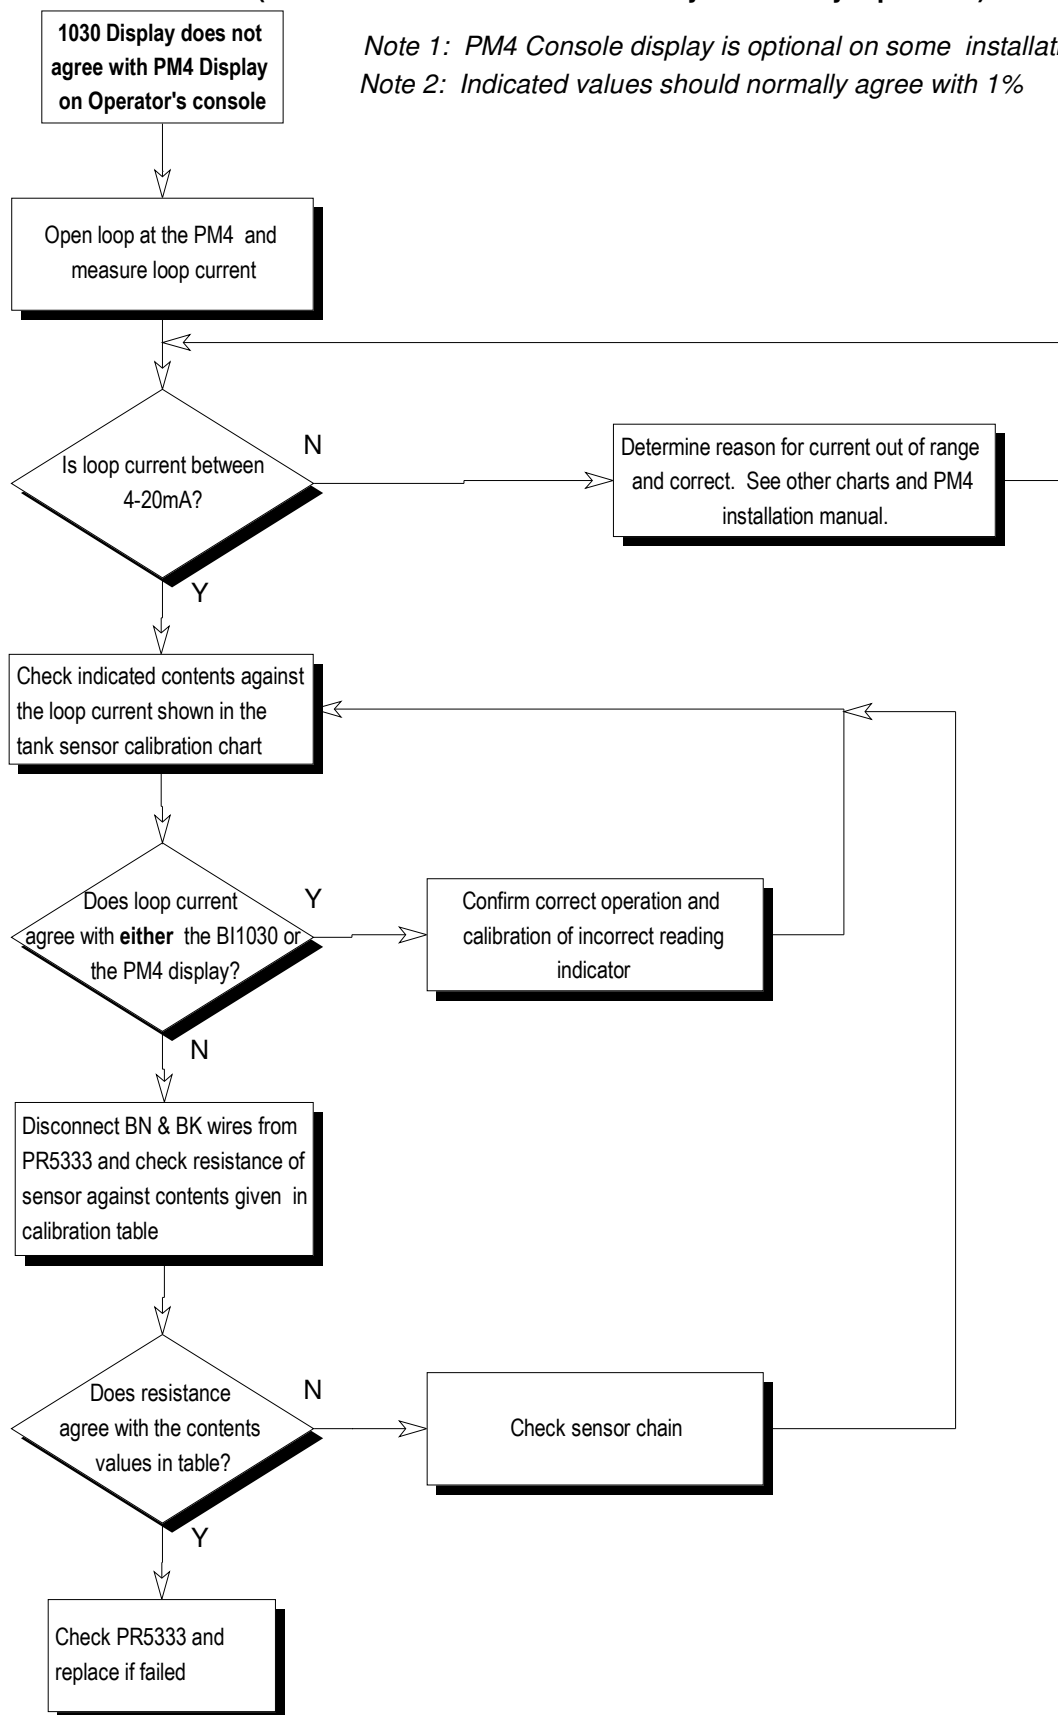 1030 Display does not
agree with PM4 Display
on Operator's console
Note 1: PM4 Console display is optional on some
Note 2: Indicated values should normally agree with 1%
Open loop at the PM4 and
measure loop current
Is loop current between
4-20mA?
N
Determine reason for current out of range
and correct. See other charts and PM4
installation manual.
Y
Check indicated contents against
the loop current shown in the
tank sensor calibration chart
Does loop current
agree with either the BI1030 or
the PM4 display?
Y
Confirm correct operation and
calibration of incorrect reading
indicator
N
Disconnect BN & BK wires from
PR5333 and check resistance of
sensor against contents given in
calibration table
Does resistance
agree with the contents
values in table?
N
Check sensor chain
Y
Check PR5333 and
replace if failed